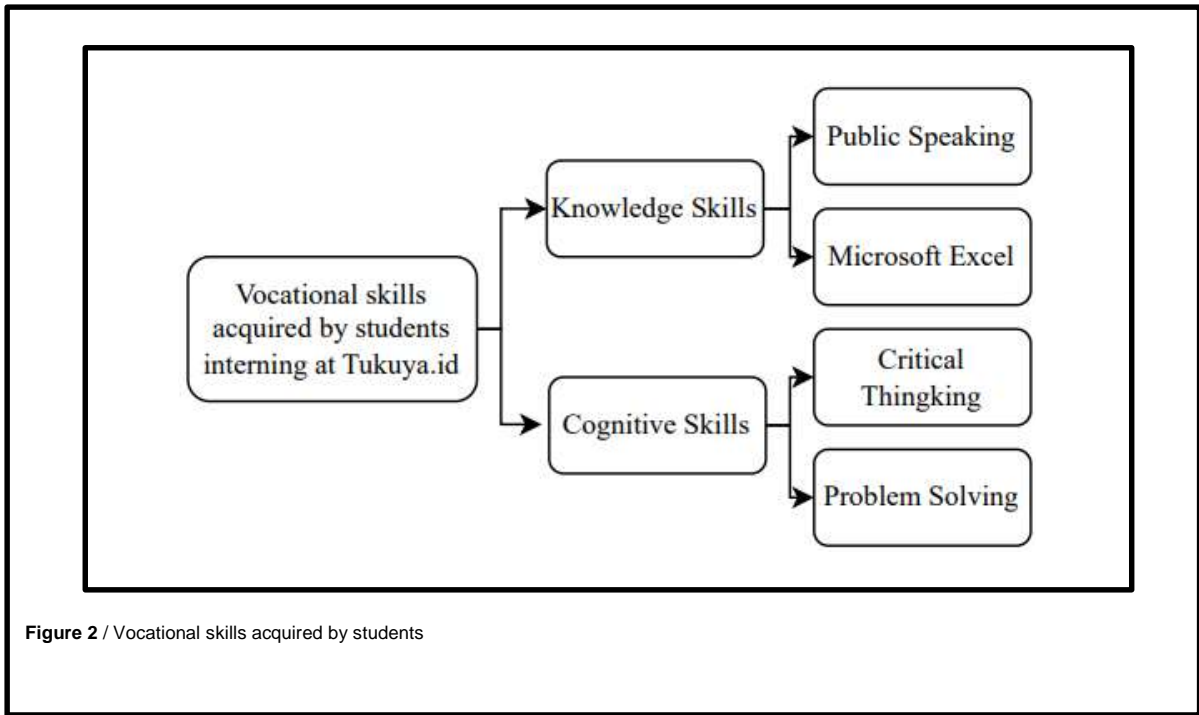 Public Speaking
Knowledge Skills
Microsoft Excel
Vocational skills
acquired by students
interning at Tukuya.id
Critical
Thingking
Cognitive Skills
Problem Solving
Figure 2 / Vocational skills acquired by students